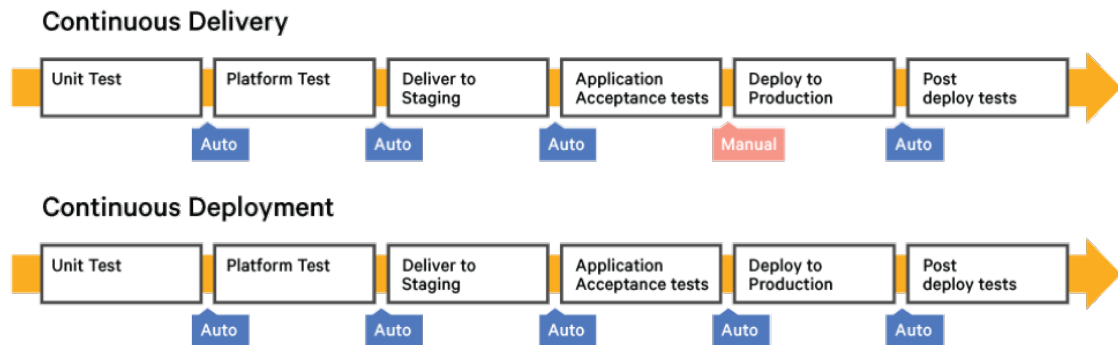 Continuous Delivery
Unit Test
Platform Test
Deliver to
Staging
Application
Acceptance tests
Deploy to
Production
Post
deploy tests
Auto
Auto
Auto
Manual
Auto
Continuous Deployment
Unit Test
Platform Test
Deliver to
Staging
Application
Acceptance tests
Deploy to
Production
Post
deploy tests
Auto
Auto
Auto
Auto
Auto